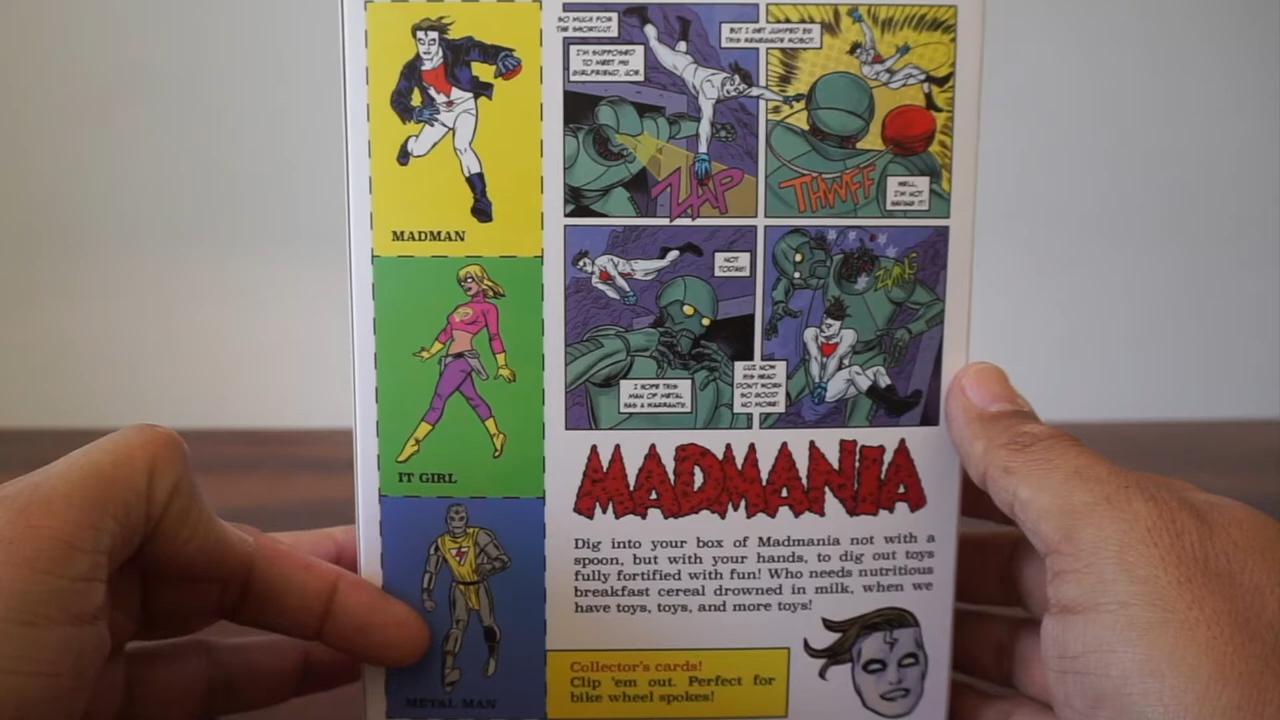 SO MUCH FOR
THE SHORTCUT.
I'M SUPPOSED
TO MEET MY
GIRLFRIEND, JOE.
ZAP
BUT I GET JUMPED BY
THIS RENEGADE ROBOT.
THWFF
WELL,
I'M NOT
BUYING IT!
NOT
TODAY!
I HOPE THIS
MAN OF METAL
HAS A WARRANTY,
ZVING
CUZ NOW
HIS HEAD
DON'T WORK
SO GOOD
NO MORE!
MADMAN
IT GIRL
METAL MAN
MADMANIA
Dig into your box of Madmania not with a
spoon, but with your hands, to dig out toys
fully fortified with fun! Who needs nutritious
breakfast cereal drowned in milk, when we
have toys, toys, and more toys!
Collector's cards!
Clip 'em out. Perfect for
bike wheel spokes!